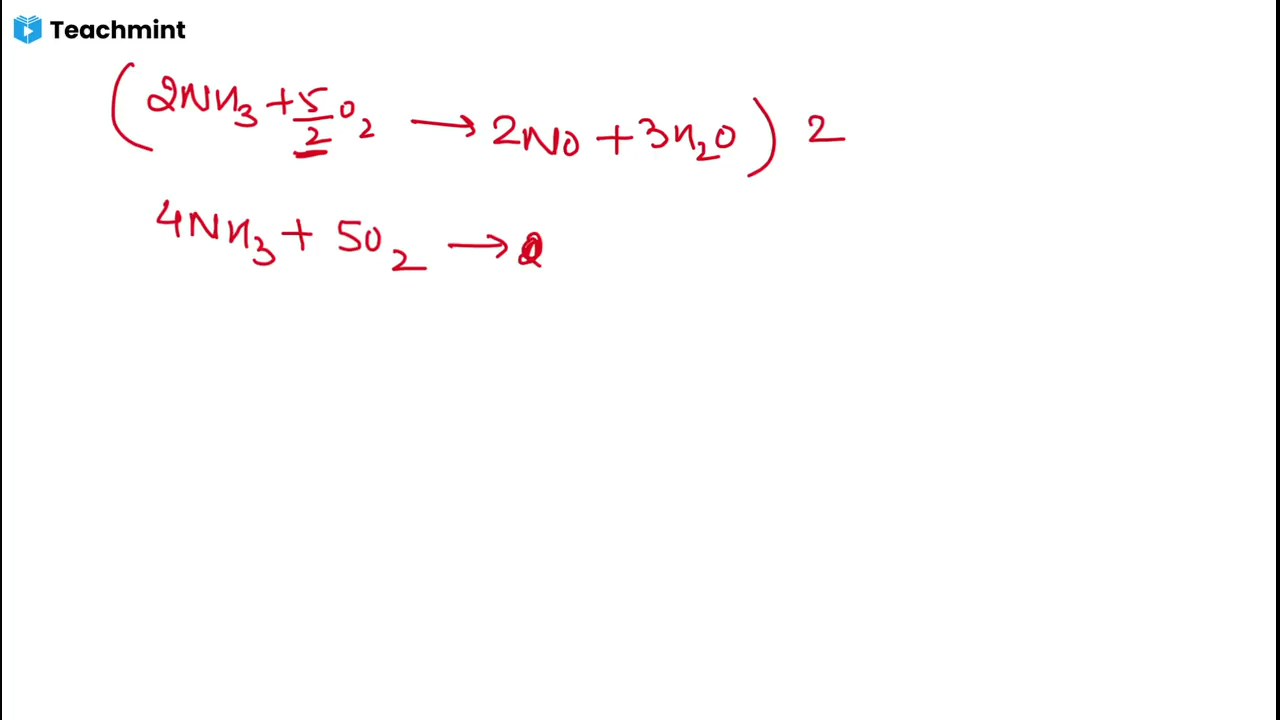 Teachmint
(2NH3 + 5/2 O2 → 2NO + 3H2O) 2
4NH3 + 5O2 →